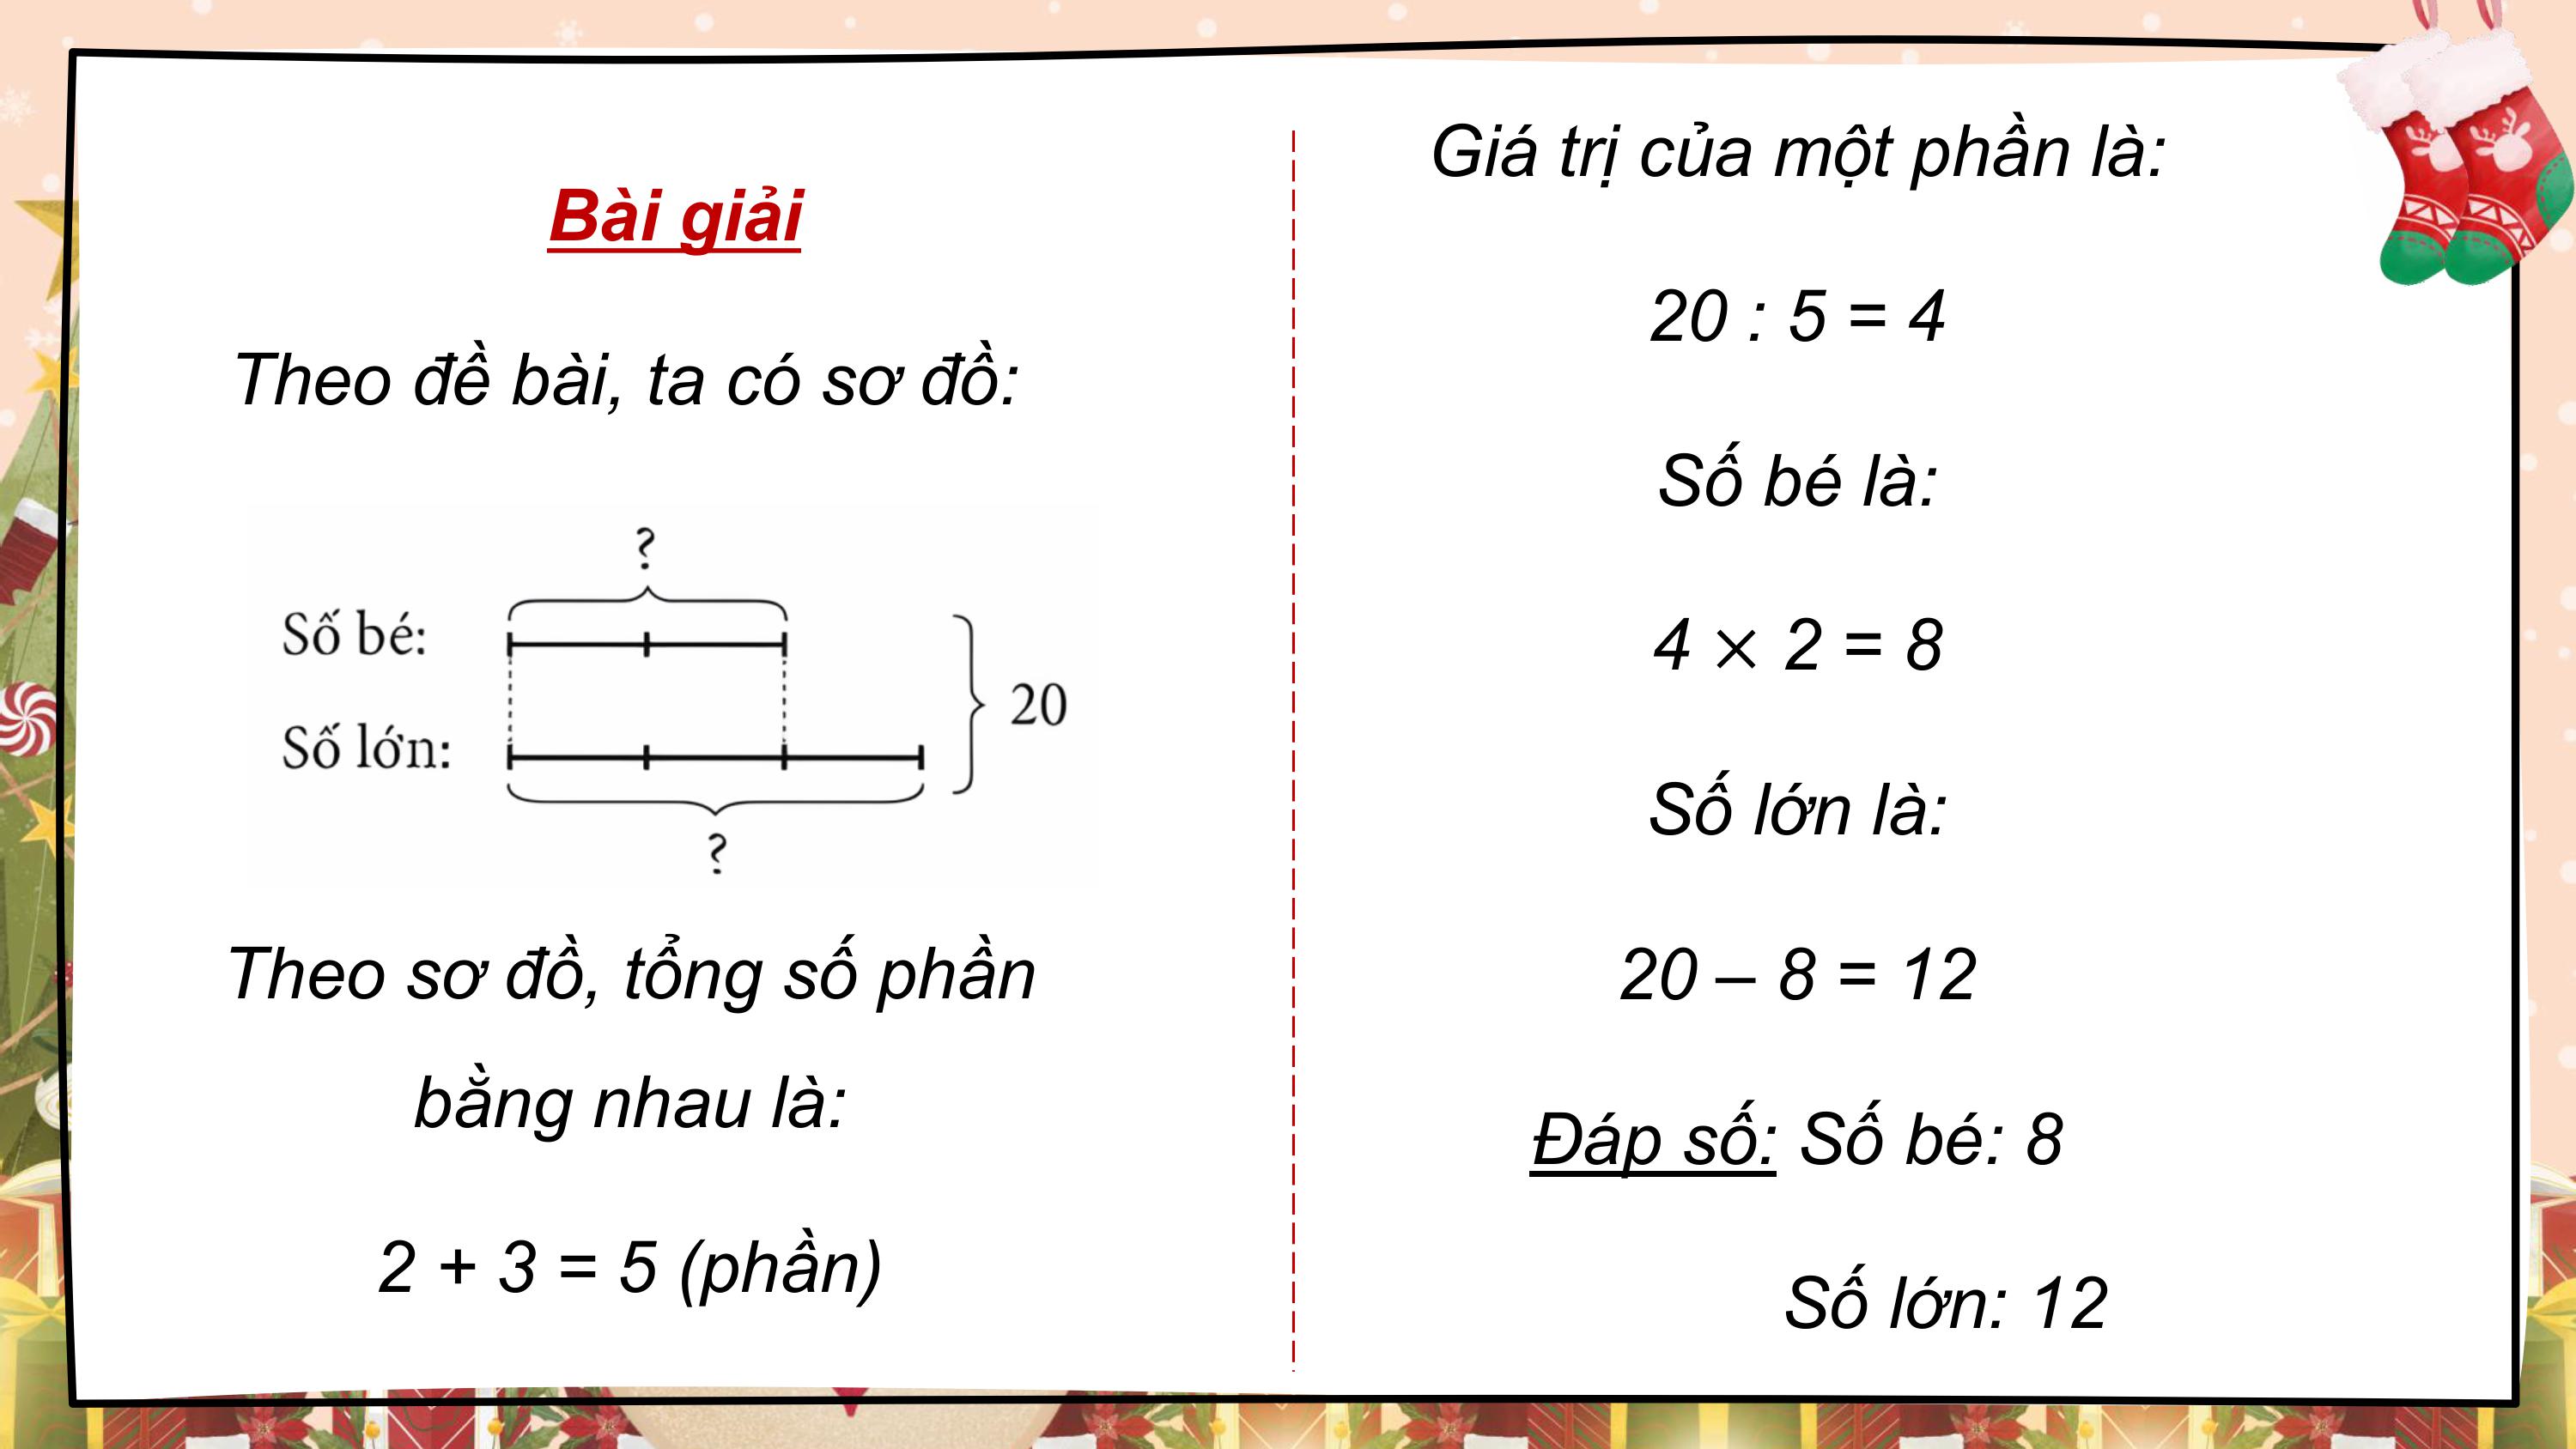 Bài giải
Theo đề bài, ta có sơ đồ:
?
Số bé:
20
Số lớn:
?
Theo sơ đồ, tổng số phần
bằng nhau là:
2 + 3 = 5 (phần)
Giá trị của một phần là:
20 : 5 = 4
Số bé là:
4 × 2 = 8
Số lớn là:
20 – 8 = 12
Đáp số: Số bé: 8
Số lớn: 12